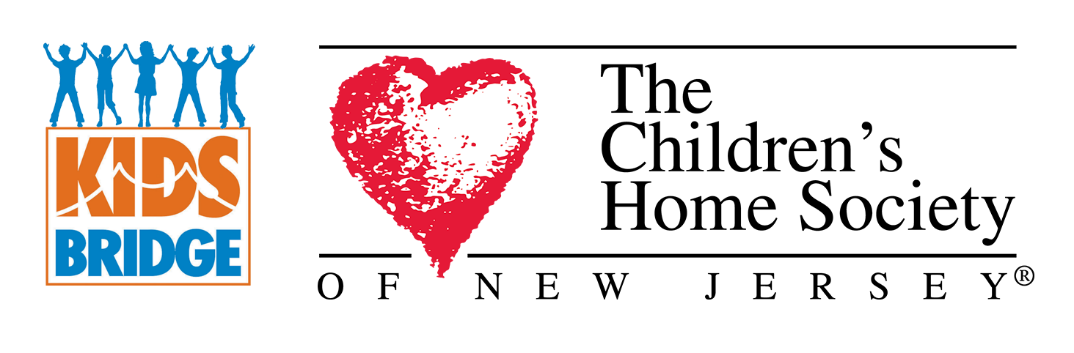 KIDS
BRIDGE
The
Children's
Home Society
OF NEW JERSEY®